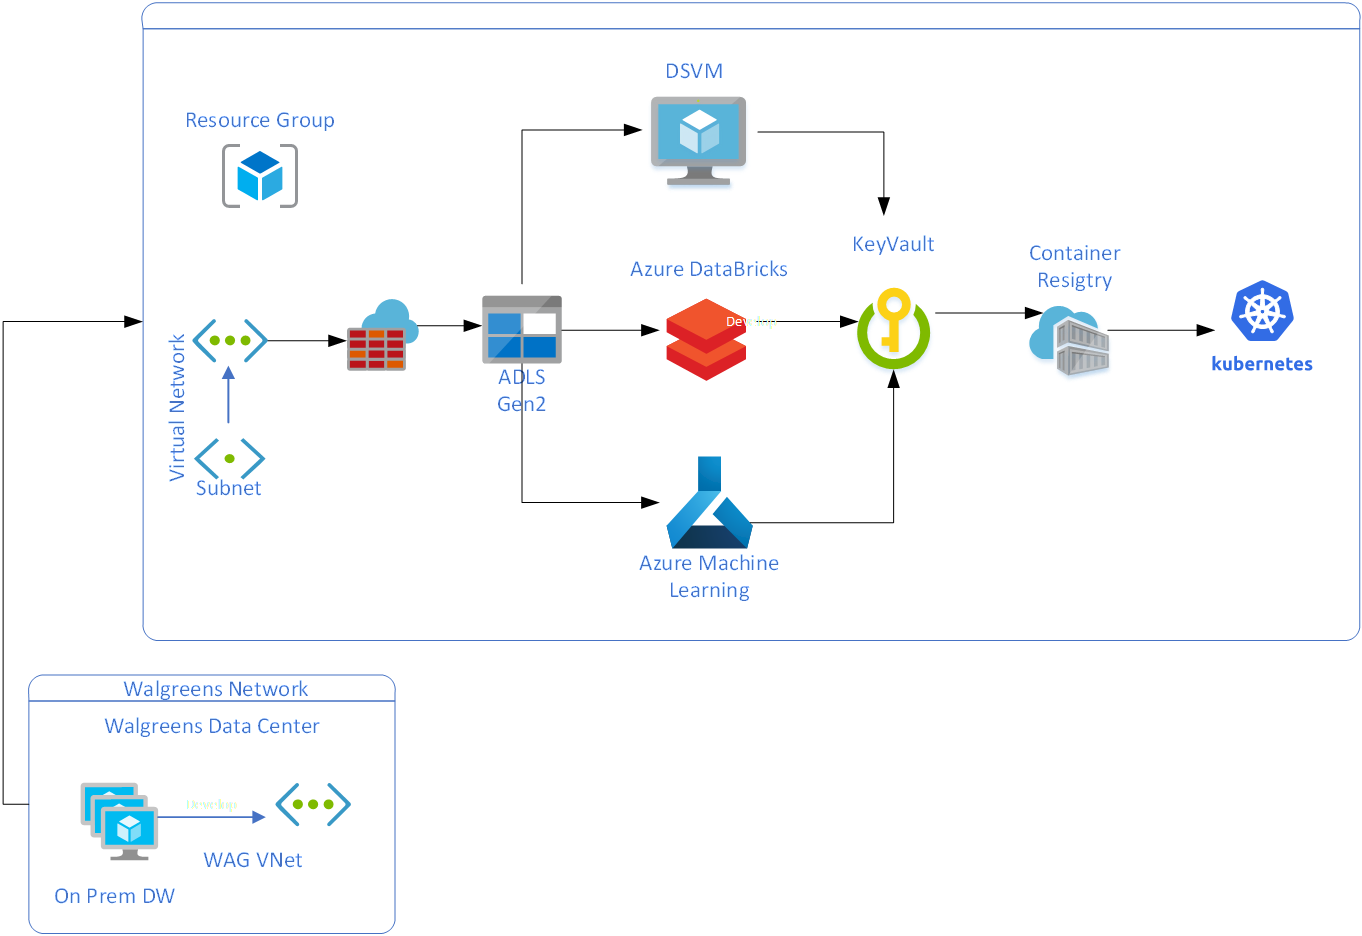 DSVM
Resource Group
KeyVault
Container
Resigtry
Azure DataBricks
Develop
Virtual Network
kubernetes
ADLS
Gen2
Subnet
Azure Machine
Learning
Walgreens Network
Walgreens Data Center
Develop
WAG VNet
On Prem DW